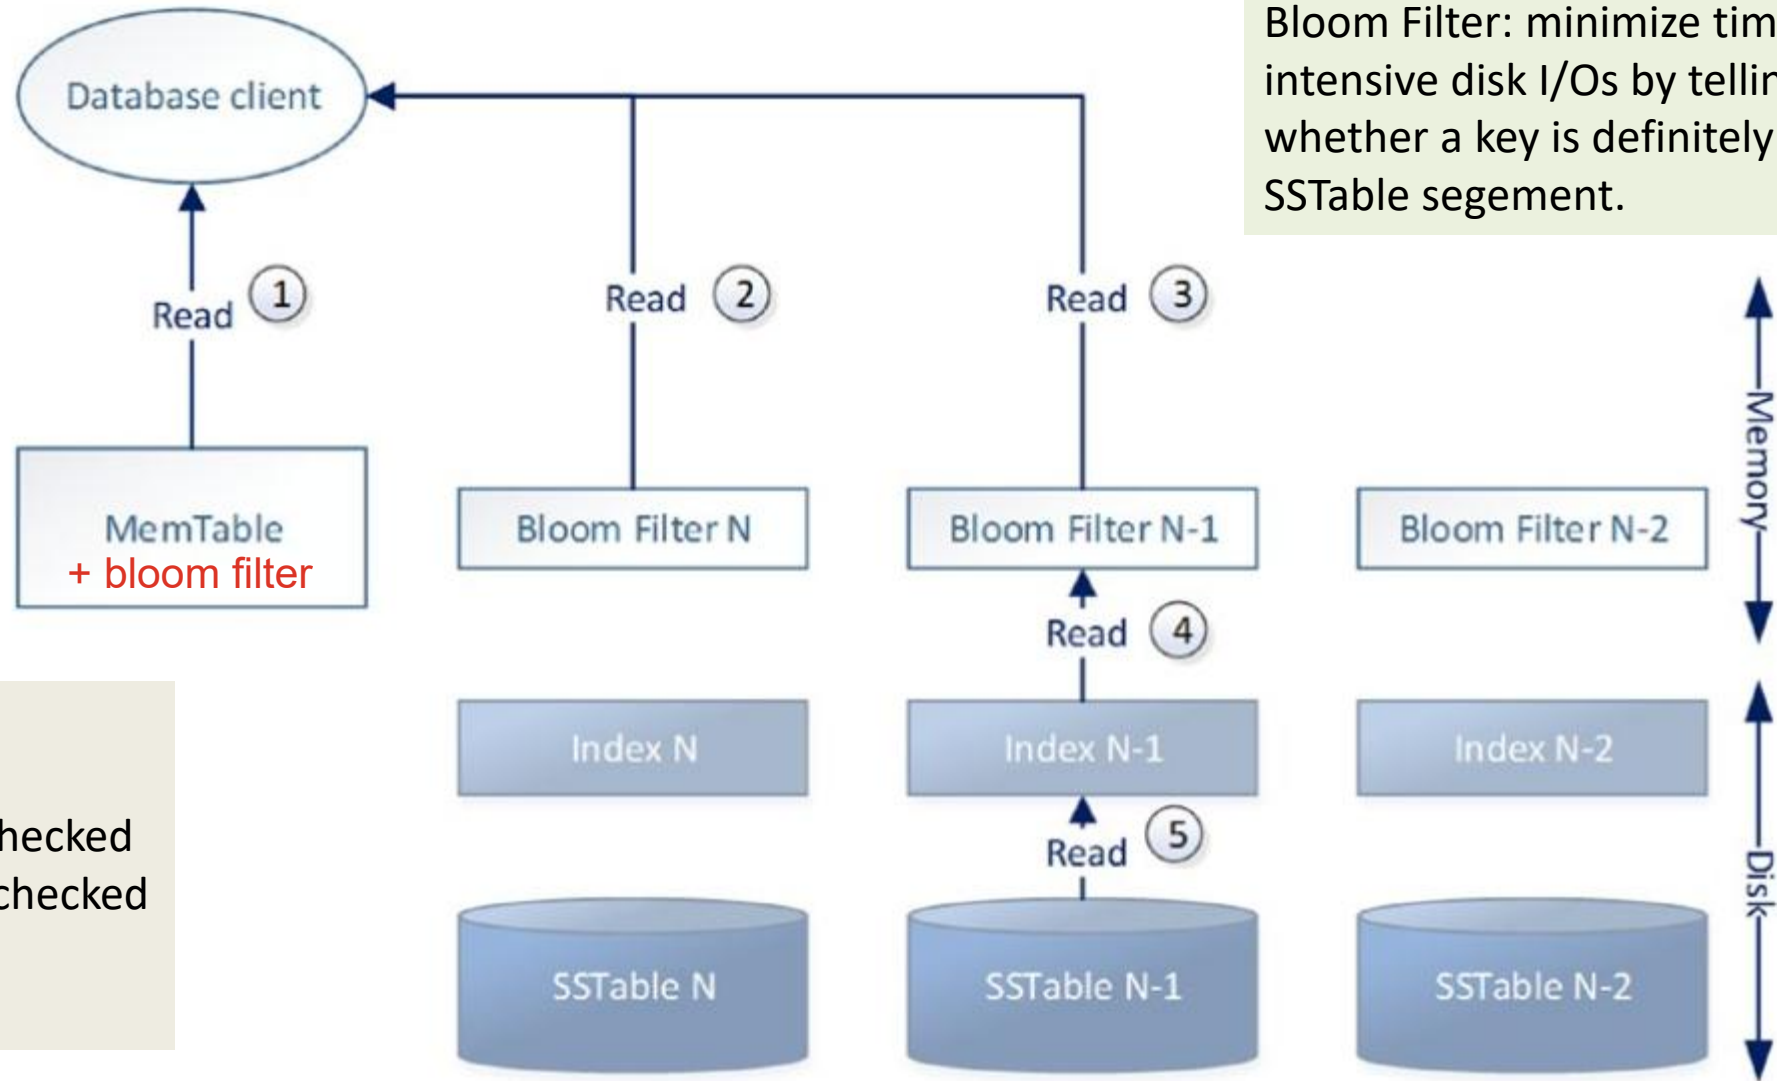 Bloom Filter: minimize tim
intensive disk I/Os by tellin
whether a key is definitely
SSTable segement.
Database client
Read 1
Read 2
Read 3
MemTable
+ bloom filter
Bloom Filter N
Bloom Filter N-1
Bloom Filter N-2
Memory
Read 4
Index N
Index N-1
Index N-2
hecked
checked
Read 5
Disk
SSTable N
SSTable N-1
SSTable N-2